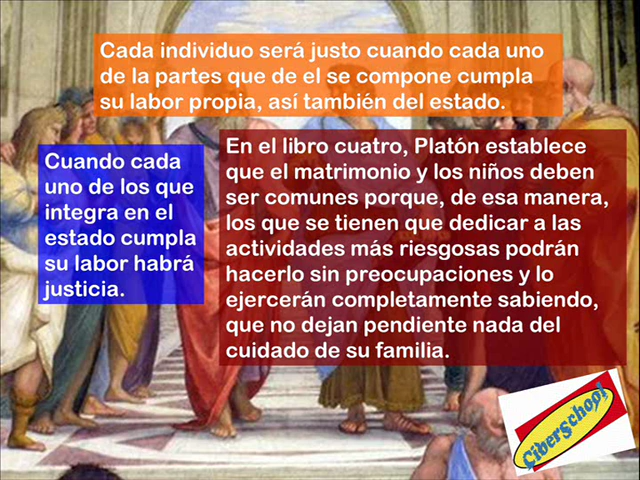 Cada individuo será justo cuando cada uno
de la partes que de el se compone cumpla
su labor propia, así también del estado.
Cuando cada
uno de los que
integra en el
estado cumpla
su labor habrá
justicia.
En el libro cuatro, Platón establece
que el matrimonio y los niños deben
ser comunes porque, de esa manera,
los que se tienen que dedicar a las
actividades más riesgosas podrán
hacerlo sin preocupaciones y lo
ejercerán completamente sabiendo,
que no dejan pendiente nada del
cuidado de su familia.
Ciberschool